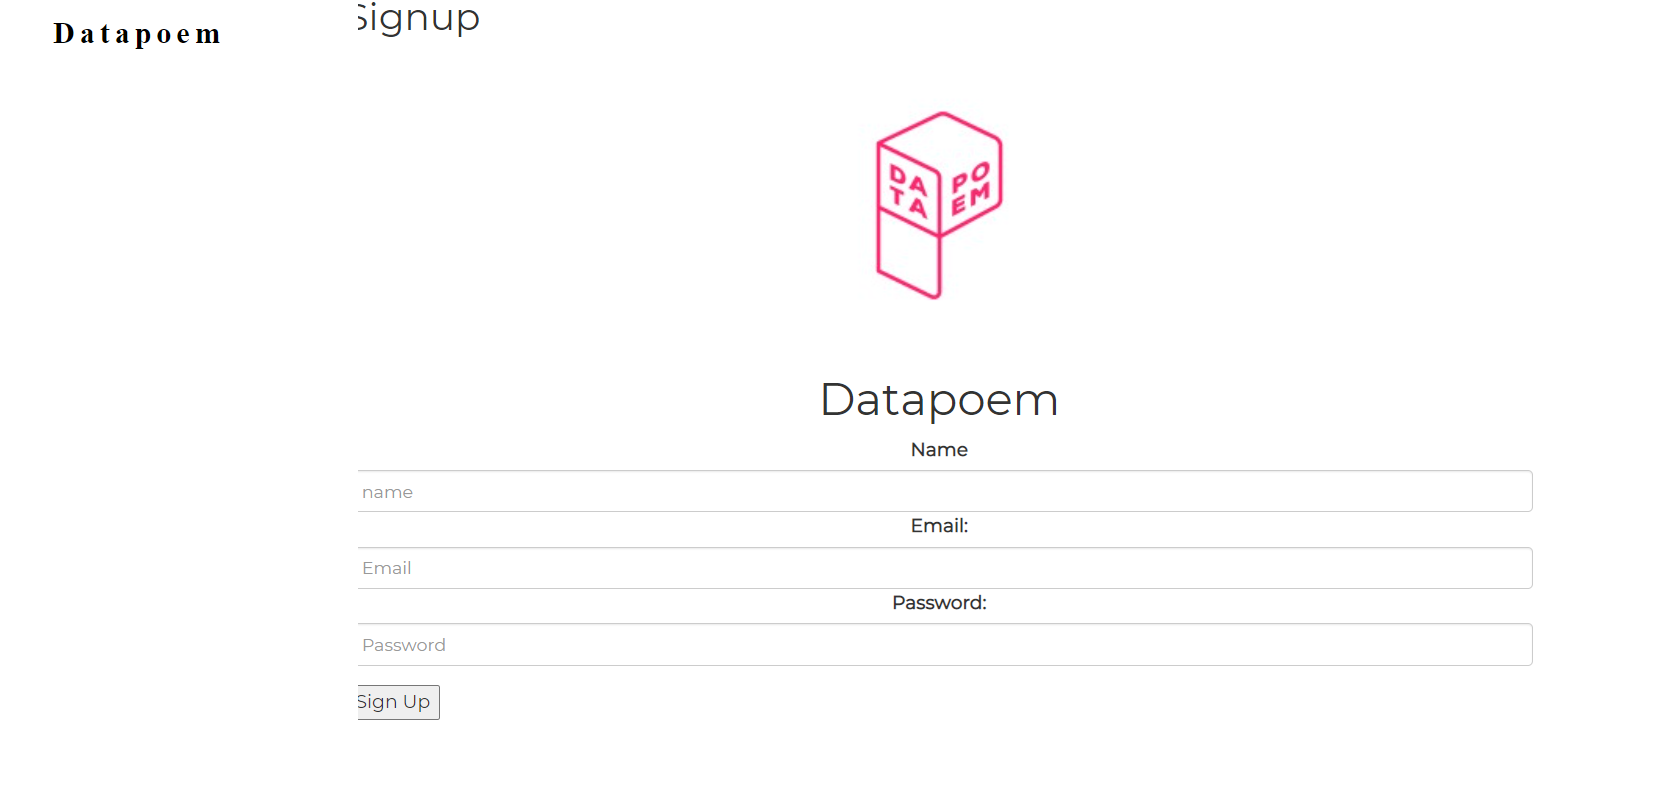 Datapoem
Signup
DA
TA
PO
EM
Datapoem
Name
name
Email:
Email
Password:
Password
Sign Up